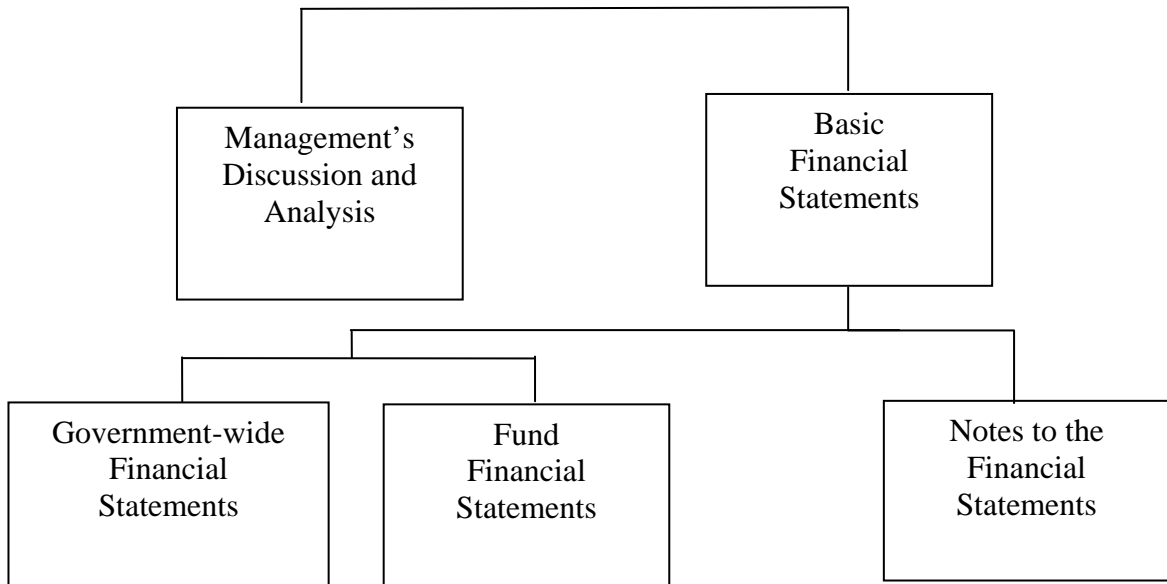 Management’s
Discussion and
Analysis
Basic
Financial
Statements
Government-wide
Financial
Statements
Fund
Financial
Statements
Notes to the
Financial
Statements